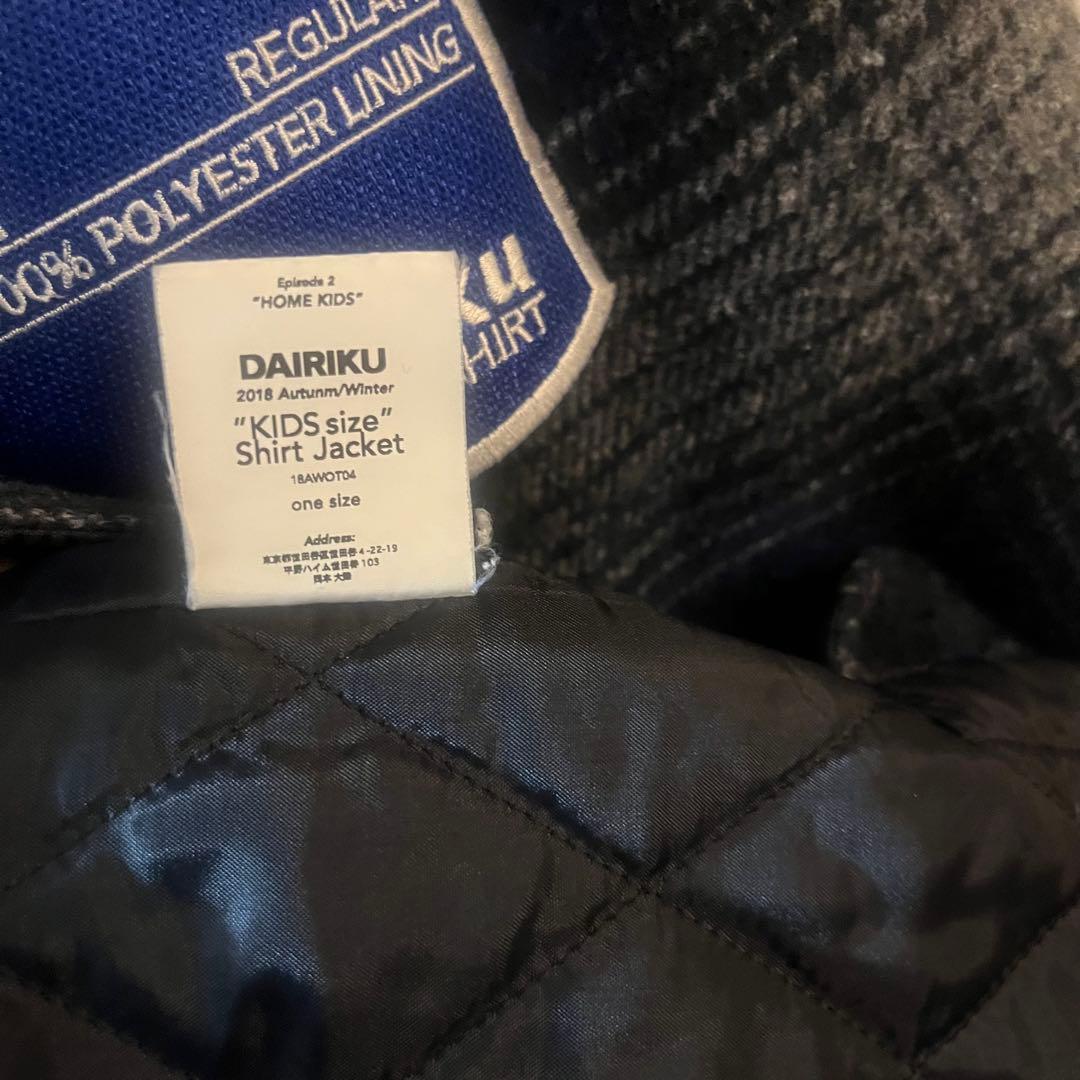 REGULAR
00% POLYESTER LINING
ku
HIRT
Episode 2
"HOME KIDS"
DAIRIKU
2018 Autunm/Winter
"KIDS size"
Shirt Jacket
18AWOT04
one size
Address:
東京都世田谷区世田谷4-22-19
平野ハイム世田谷103
岡本 大陸